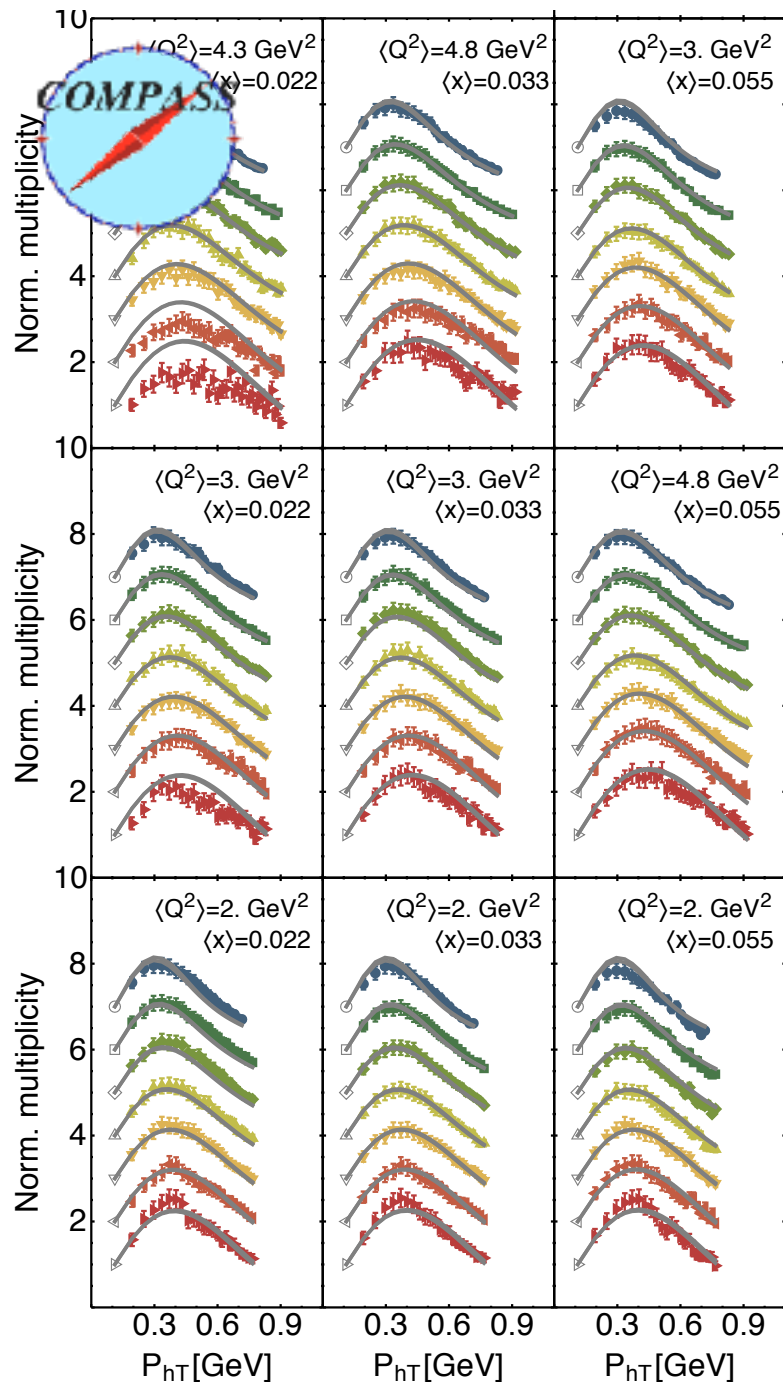 10
⟨Q²⟩=4.3 GeV² ⟨Q²⟩=4.8 GeV² ⟨Q²⟩=3. GeV²
⟨x⟩=0.022 ⟨x⟩=0.033 ⟨x⟩=0.055
COMPASS
Norm. multiplicity
4
2
10
⟨Q²⟩=3. GeV² ⟨Q²⟩=3. GeV² ⟨Q²⟩=4.8 GeV²
⟨x⟩=0.022 ⟨x⟩=0.033 ⟨x⟩=0.055
Norm. multiplicity
8
6
4
2
10
⟨Q²⟩=2. GeV² ⟨Q²⟩=2. GeV² ⟨Q²⟩=2. GeV²
⟨x⟩=0.022 ⟨x⟩=0.033 ⟨x⟩=0.055
Norm. multiplicity
8
6
4
2
0.3 0.6 0.9 0.3 0.6 0.9 0.3 0.6 0.9
P_hT[GeV] P_hT[GeV] P_hT[GeV]